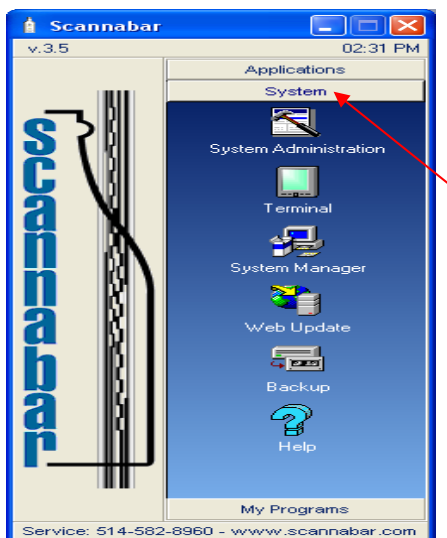 Scannabar
v.3.5 02:31 PM
Applications
System
scannabar
System Administration
Terminal
System Manager
Web Update
Backup
Help
My Programs
Service: 514-582-8960 - www.scannabar.com